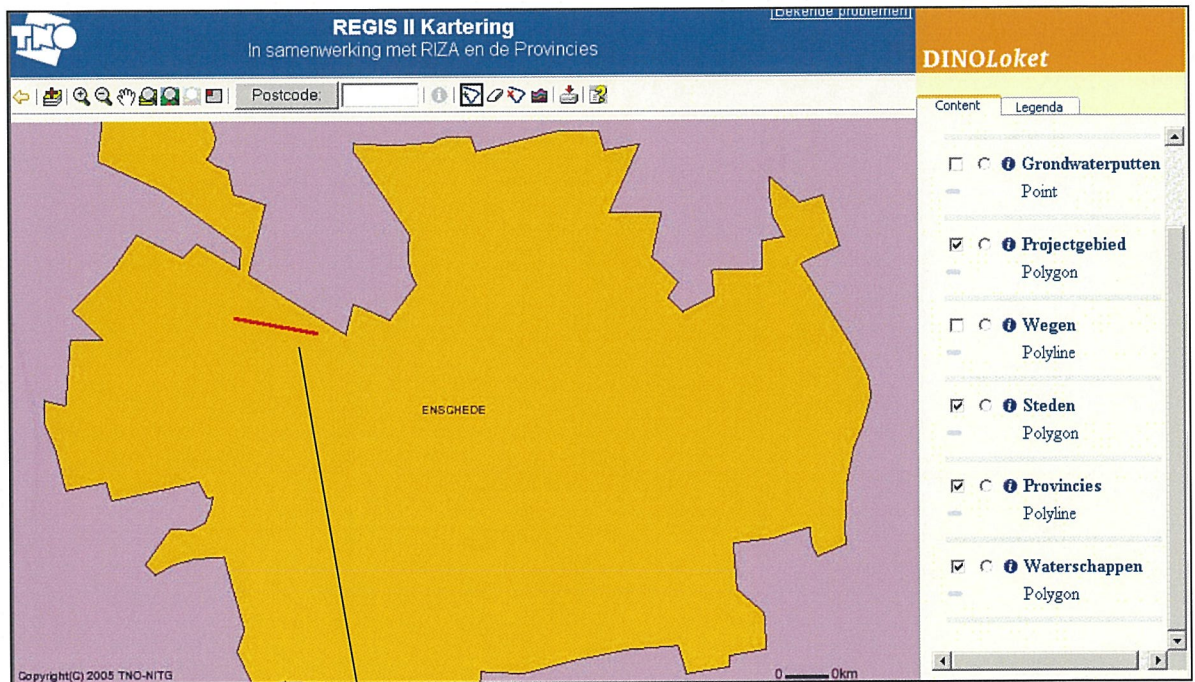 TNO
REGIS II Kartering
In samenwerking met RIZA en de Provincies
[Bekende problemen]
DINOLoket
Postcode:
Content
Legenda
Grondwaterputten
Point
Projectgebied
Polygon
Wegen
Polyline
Steden
Polygon
Provincies
Polyline
Waterschappen
Polygon
ENSCHEDE
Copyright(C) 2005 TNO-NITG
0 0km